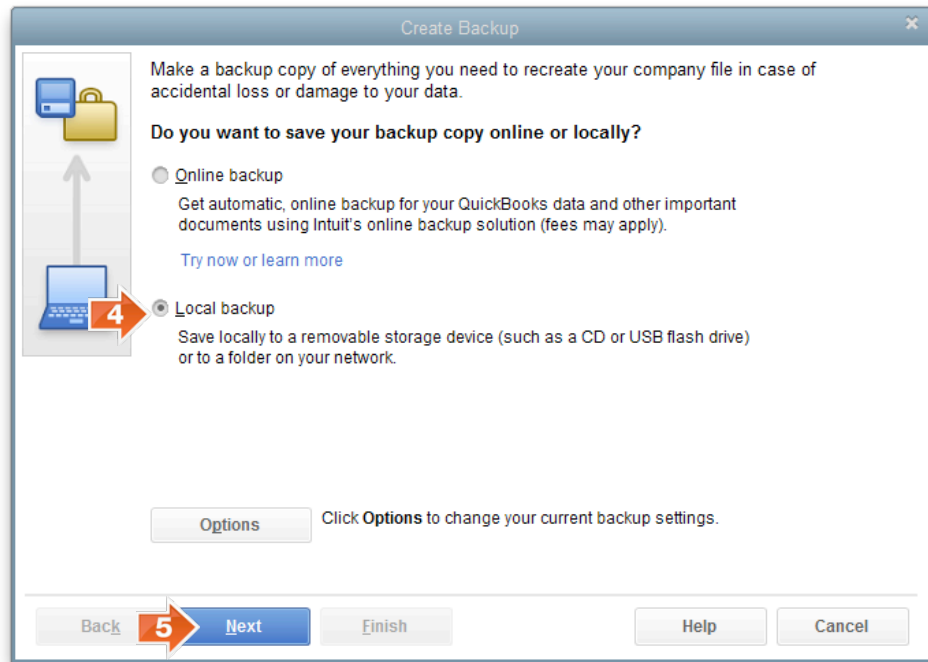 Create Backup
Make a backup copy of everything you need to recreate your company file in case of
accidental loss or damage to your data.
Do you want to save your backup copy online or locally?
Online backup
Get automatic, online backup for your QuickBooks data and other important
documents using Intuit's online backup solution (fees may apply).
Try now or learn more
4
Local backup
Save locally to a removable storage device (such as a CD or USB flash drive)
or to a folder on your network.
Options
Click Options to change your current backup settings.
Back
5
Next
Finish
Help
Cancel